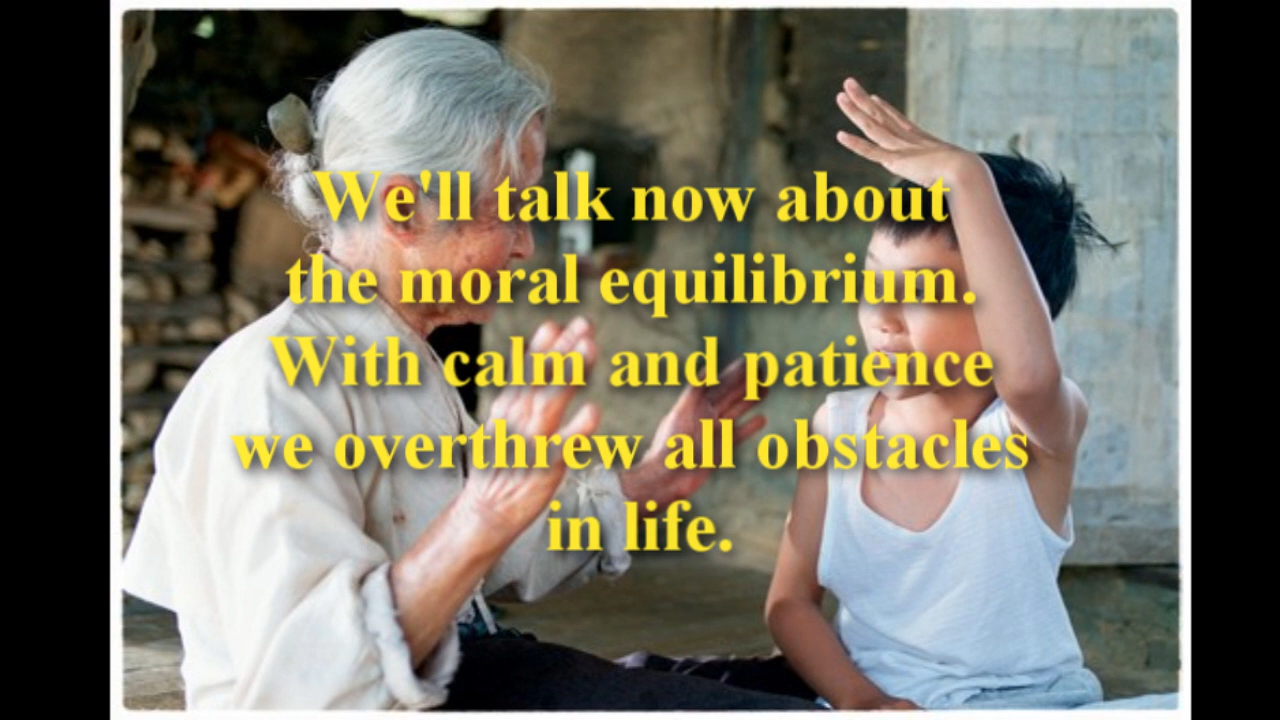 We'll talk now about
the moral equilibrium.
With calm and patience
we overthrew all obstacles
in life.